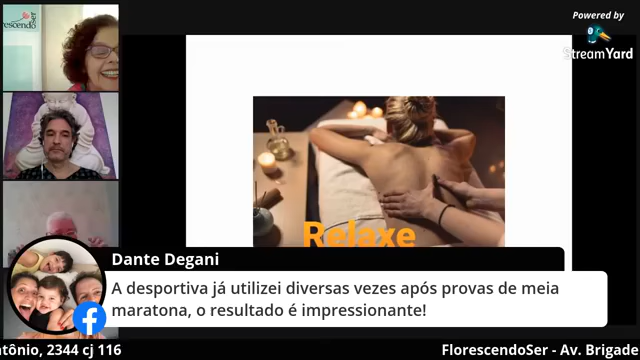 Powered by
StreamYard
rescendoSer
Relaxe
Dante Degani
A desportiva já utilizei diversas vezes após provas de meia
maratona, o resultado é impressionante!
ntônio, 2344 cj 116
FlorescendoSer - Av. Brigade